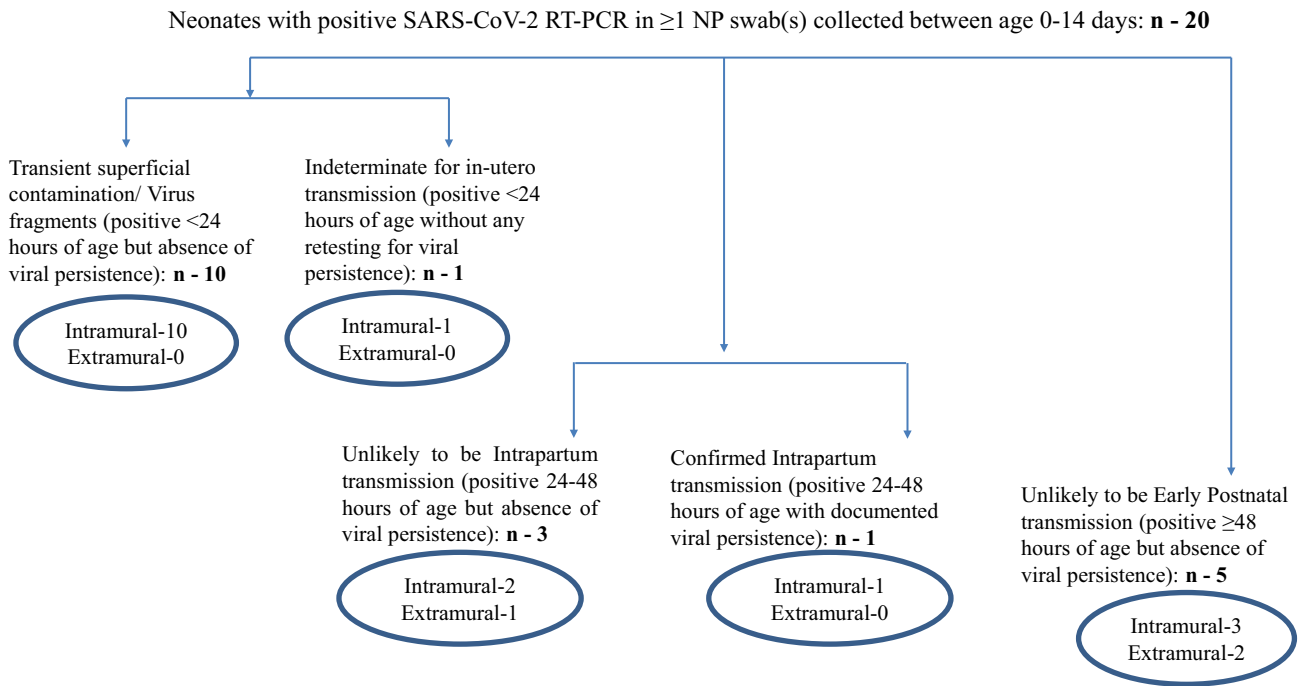 Neonates with positive SARS-CoV-2 RT-PCR in ≥1 NP swab(s) collected between age 0-14 days: n - 20
Transient superficial
contamination/ Virus
fragments (positive <24
hours of age but absence of
viral persistence): n - 10
Intramural-10
Extramural-0
Indeterminate for in-utero
transmission (positive <24
hours of age without any
retesting for viral
persistence): n - 1
Intramural-1
Extramural-0
Unlikely to be Intrapartum
transmission (positive 24-48
hours of age but absence of
viral persistence): n - 3
Intramural-2
Extramural-1
Confirmed Intrapartum
transmission (positive 24-48
hours of age with documented
viral persistence): n - 1
Intramural-1
Extramural-0
Unlikely to be Early Postnatal
transmission (positive ≥48
hours of age but absence of
viral persistence): n - 5
Intramural-3
Extramural-2